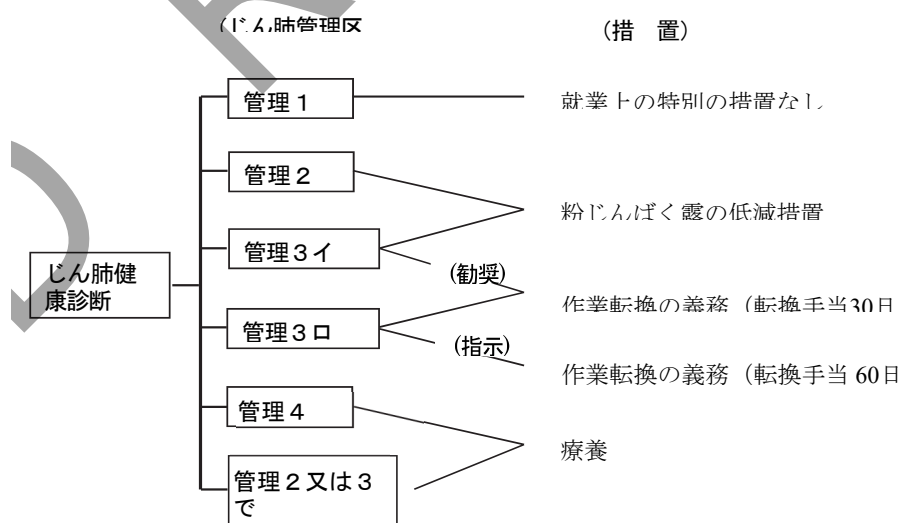 (じん肺管理区
(措 置)
管理1
就業上の特別の措置なし
管理2
粉じんばく露の低減措置
管理3イ
(勧奨)
じん肺健
康診断
作業転換の義務(転換手当30日
管理3ロ
(指示)
作業転換の義務(転換手当 60日
管理4
療養
管理2又は3
で